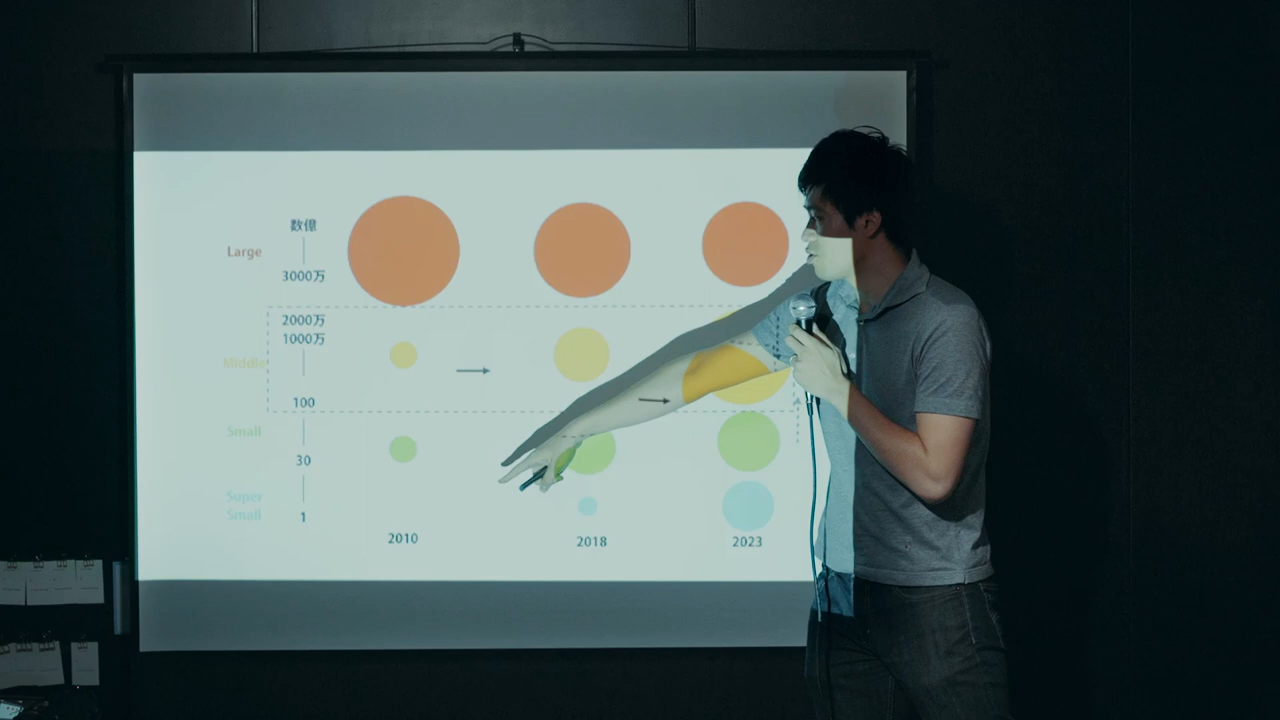 数億
Large
3000万
2000万
1000万
Middle
100
Small
30
Super
Small
1
2010
2018
2023